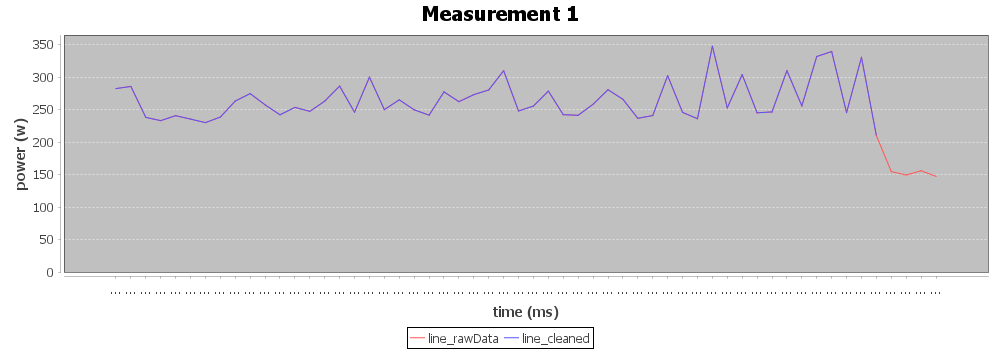 Measurement 1
350
300
250
200
150
100
50
0
power (w)
... ... ... ... ... ... ... ... ... ... ... ... ... ... ... ... ... ... ... ... ... ... ... ... ... ... ... ... ... ... ... ... ... ... ... ... ... ... ... ... ... ... ... ... ... ... ... ... ... ... ... ... ... ... ... ...
time (ms)
line_rawData line_cleaned